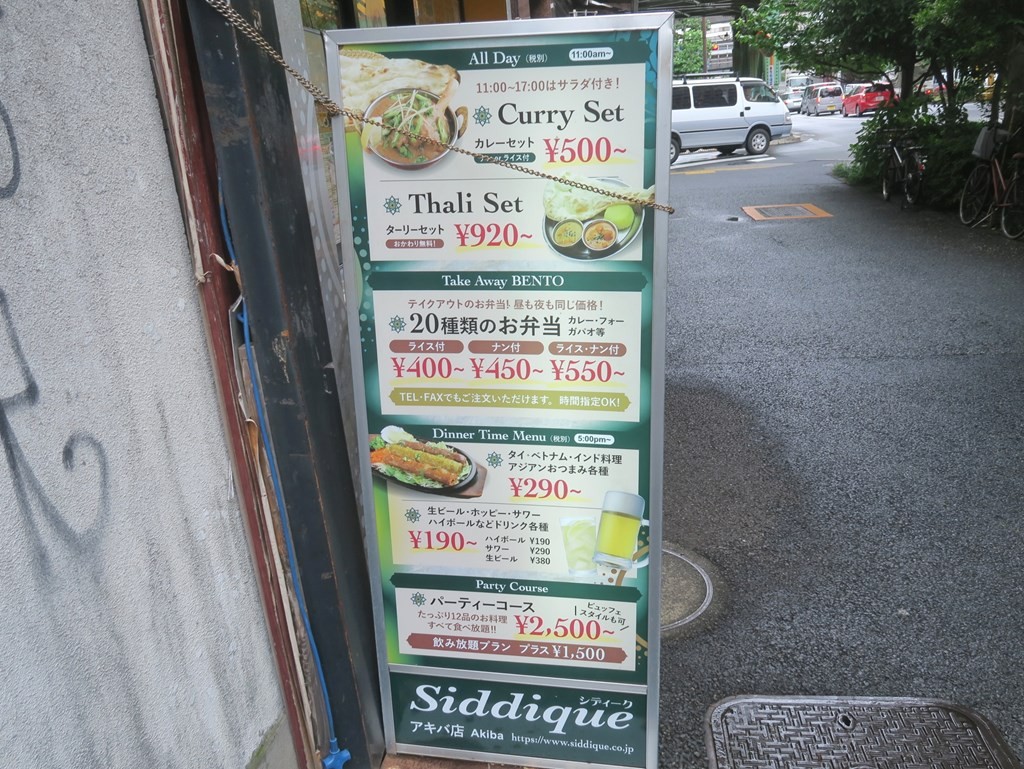 All Day（税別） 11:00am~
11:00~17:00はサラダ付き!
Curry Set
カレーセット
ナンorライス付
¥500~
Thali Set
ターリーセット
おかわり無料!
¥920~
Take Away BENTO
テイクアウトのお弁当! 昼も夜も同じ価格!
20種類のお弁当 カレー・フォー
ガパオ等
ライス付 ナン付 ライス・ナン付
¥400~ ¥450~ ¥550~
TEL・FAXでもご注文いただけます。時間指定OK!
Dinner Time Menu（税別） 5:00pm~
タイ・ベトナム・インド料理
アジアンおつまみ各種
¥290~
生ビール・ホッピー・サワー
ハイボールなどドリンク各種
¥190~
ハイボール ¥190
サワー ¥290
生ビール ¥380
Party Course
パーティーコース
たっぷり12品のお料理
すべて食べ放題!!
¥2,500~
ビュッフェ
スタイルも可
飲み放題プラン プラス¥1,500
シディーク
Siddique
アキバ店 Akiba https://www.siddique.co.jp